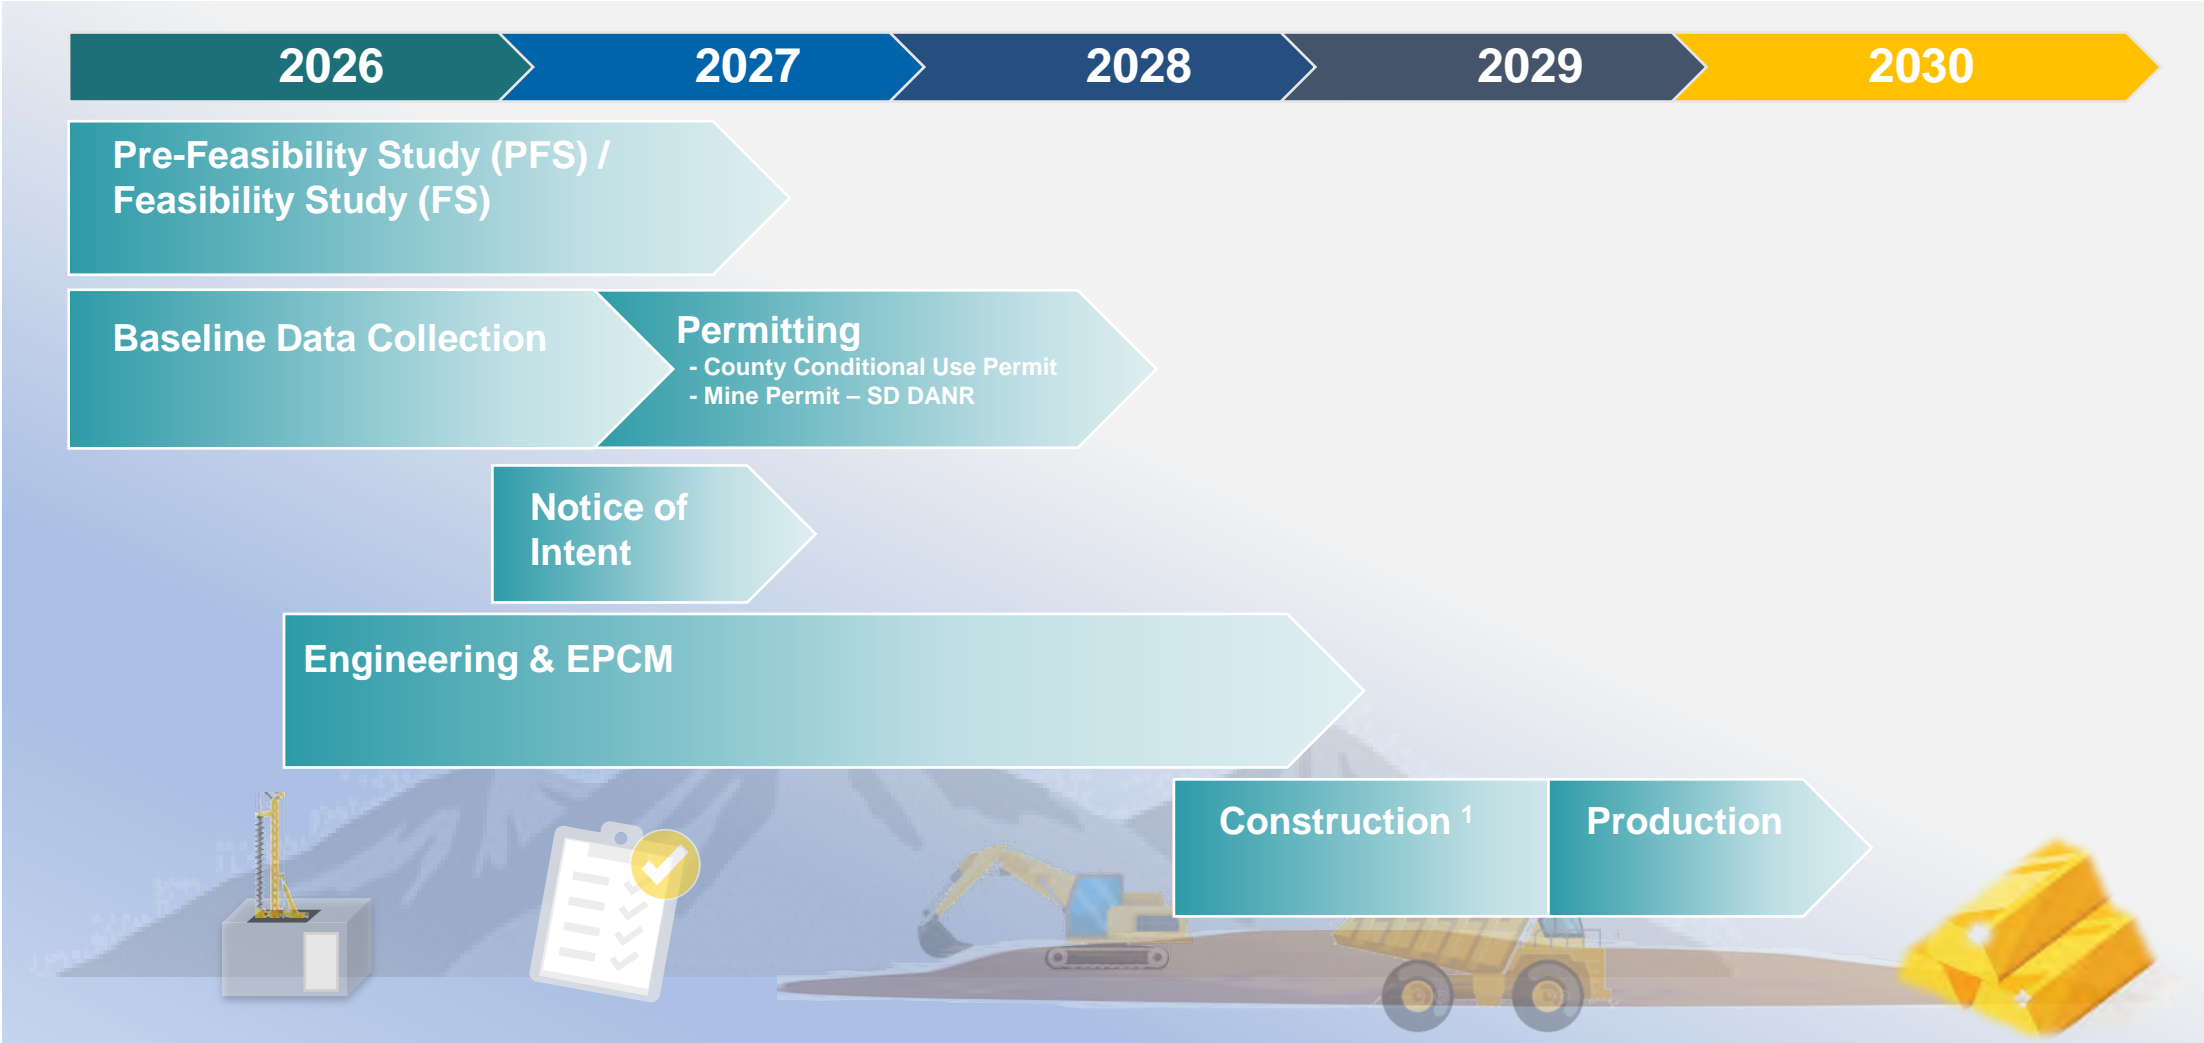 2026 2027 2028 2029 2030
Pre-Feasibility Study (PFS) /
Feasibility Study (FS)
Baseline Data Collection
Permitting
- County Conditional Use Permit
- Mine Permit – SD DANR
Notice of
Intent
Engineering & EPCM
Construction ¹
Production